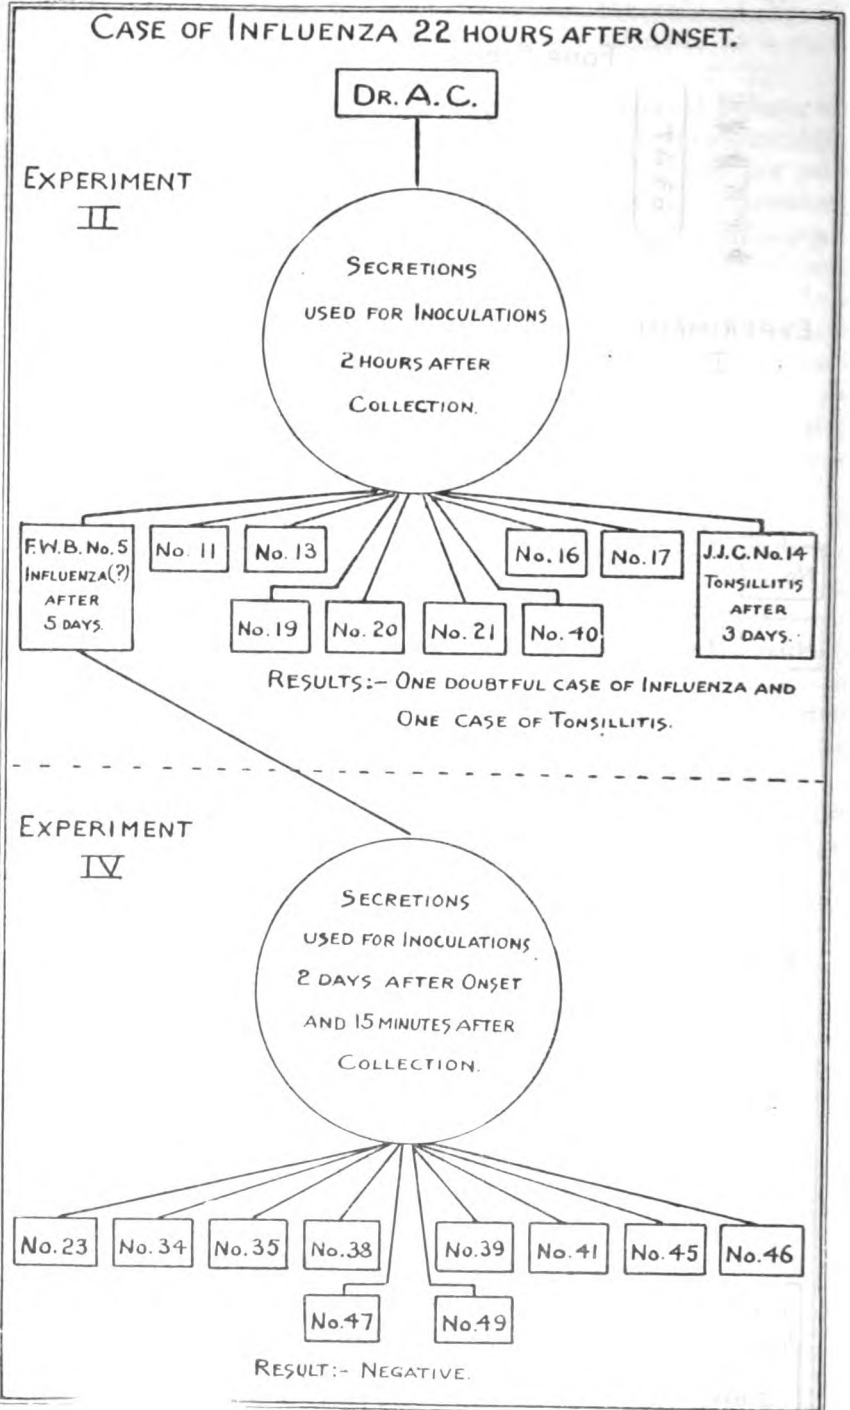 CASE OF INFLUENZA 22 HOURS AFTER ONSET.
DR. A. C.
EXPERIMENT
II
SECRETIONS
USED FOR INOCULATIONS
2 HOURS AFTER
COLLECTION.
F.W.B. No. 5
INFLUENZA(?)
AFTER
5 DAYS.
No. 11
No. 13
No. 16
No. 17
J.J.C. No. 14
TONSILLITIS
AFTER
3 DAYS.
No. 19
No. 20
No. 21
No. 40
RESULTS:- ONE DOUBTFUL CASE OF INFLUENZA AND
ONE CASE OF TONSILLITIS.
EXPERIMENT
IV
SECRETIONS
USED FOR INOCULATIONS
2 DAYS AFTER ONSET
AND 15 MINUTES AFTER
COLLECTION.
No. 23
No. 34
No. 35
No. 38
No. 39
No. 41
No. 45
No. 46
No. 47
No. 49
RESULT:- NEGATIVE.